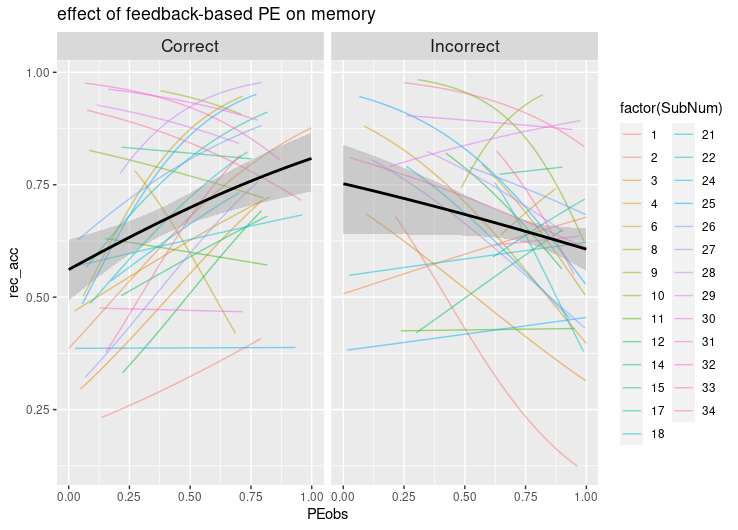 effect of feedback-based PE on memory
Correct
Incorrect
rec_acc
1.00
0.75
0.50
0.25
0.00 0.25 0.50 0.75 1.00
0.00 0.25 0.50 0.75 1.00
PEobs
factor(SubNum)
1 21
2 22
3 24
4 25
6 26
8 27
9 28
10 29
11 30
12 31
14 32
15 33
17 34
18